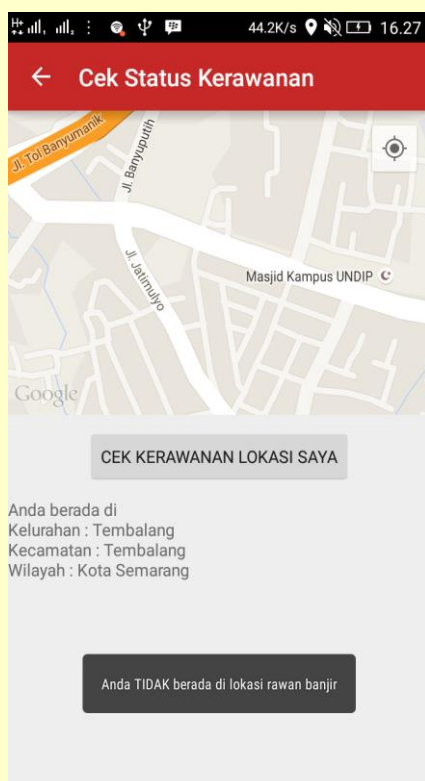 44.2K/s 16.27
Cek Status Kerawanan
Jl. Tol Banyumanik
Jl. Banyuputih
Jl. Jatimulyo
Masjid Kampus UNDIP
Google
CEK KERAWANAN LOKASI SAYA
Anda berada di
Kelurahan : Tembalang
Kecamatan : Tembalang
Wilayah : Kota Semarang
Anda TIDAK berada di lokasi rawan banjir